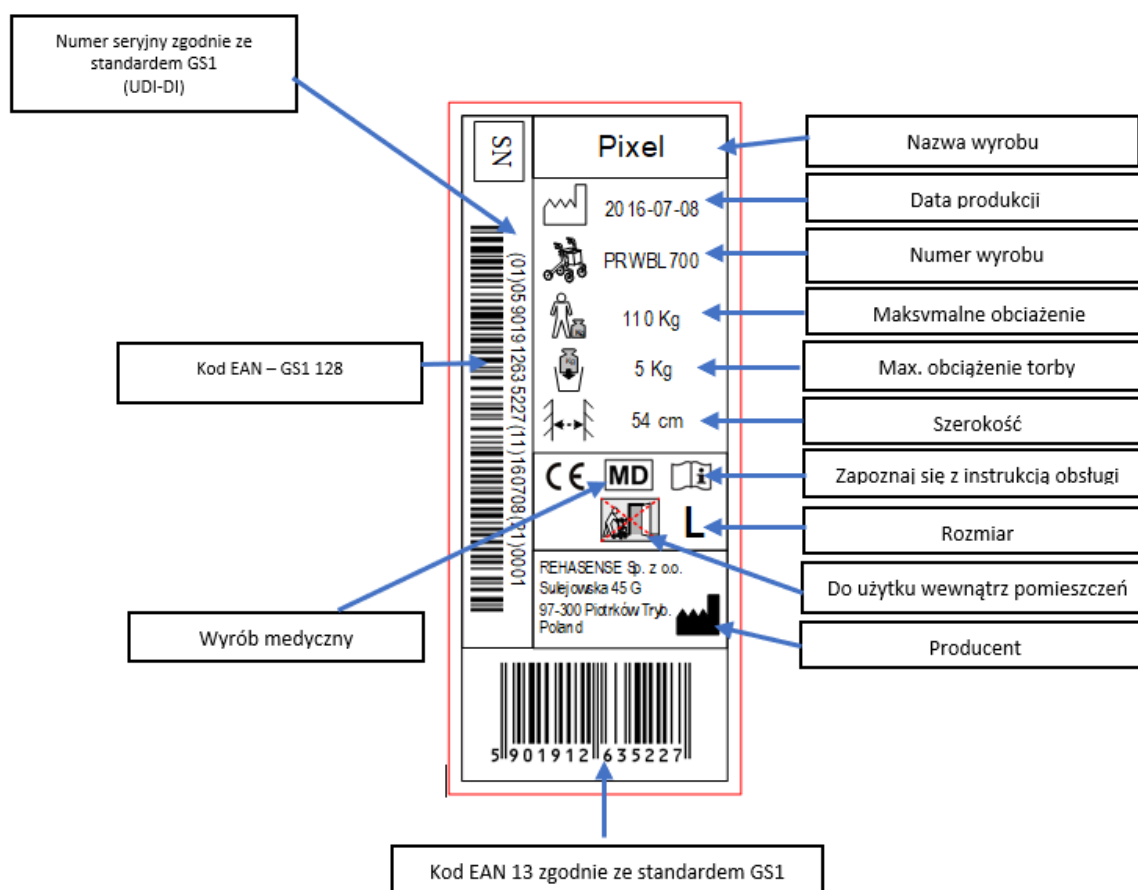 Numer seryjny zgodnie ze
standardem GS1
(UDI-DI)
SN
Pixel
Nazwa wyrobu
2016-07-08
Data produkcji
PRWBL700
Numer wyrobu
110 Kg
Maksymalne obciażenie
5 Kg
Max. obciążenie torby
54 cm
Szerokość
(01)05901912635227(11)160708(21)0001
Kod EAN – GS1 128
CE MD i
Zapoznaj się z instrukcją obsługi
L
Rozmiar
Do użytku wewnątrz pomieszczeń
REHASENSE Sp. z o.o.
Sulejowska 45 G
97-300 Piotrków Tryb.
Poland
Wyrób medyczny
Producent
5 901912 635227
Kod EAN 13 zgodnie ze standardem GS1